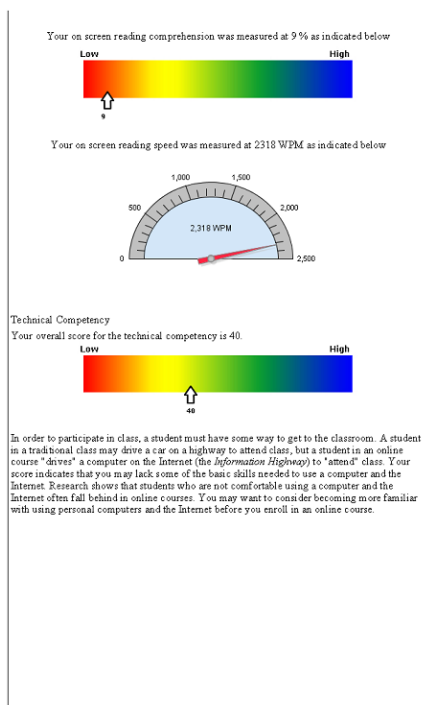 Your on screen reading comprehension was measured at 9 % as indicated below
Low High
9
Your on screen reading speed was measured at 2318 WPM as indicated below
0 500 1,000 1,500 2,000 2,500
2,318 WPM
Technical Competency
Your overall score for the technical competency is 40.
Low High
40
In order to participate in class, a student must have some way to get to the classroom. A student
in a traditional class may drive a car on a highway to attend class, but a student in an online
course "drives" a computer on the Internet (the Information Highway) to "attend" class. Your
score indicates that you may lack some of the basic skills needed to use a computer and the
Internet. Research shows that students who are not comfortable using a computer and the
Internet often fall behind in online courses. You may want to consider becoming more familiar
with using personal computers and the Internet before you enroll in an online course.